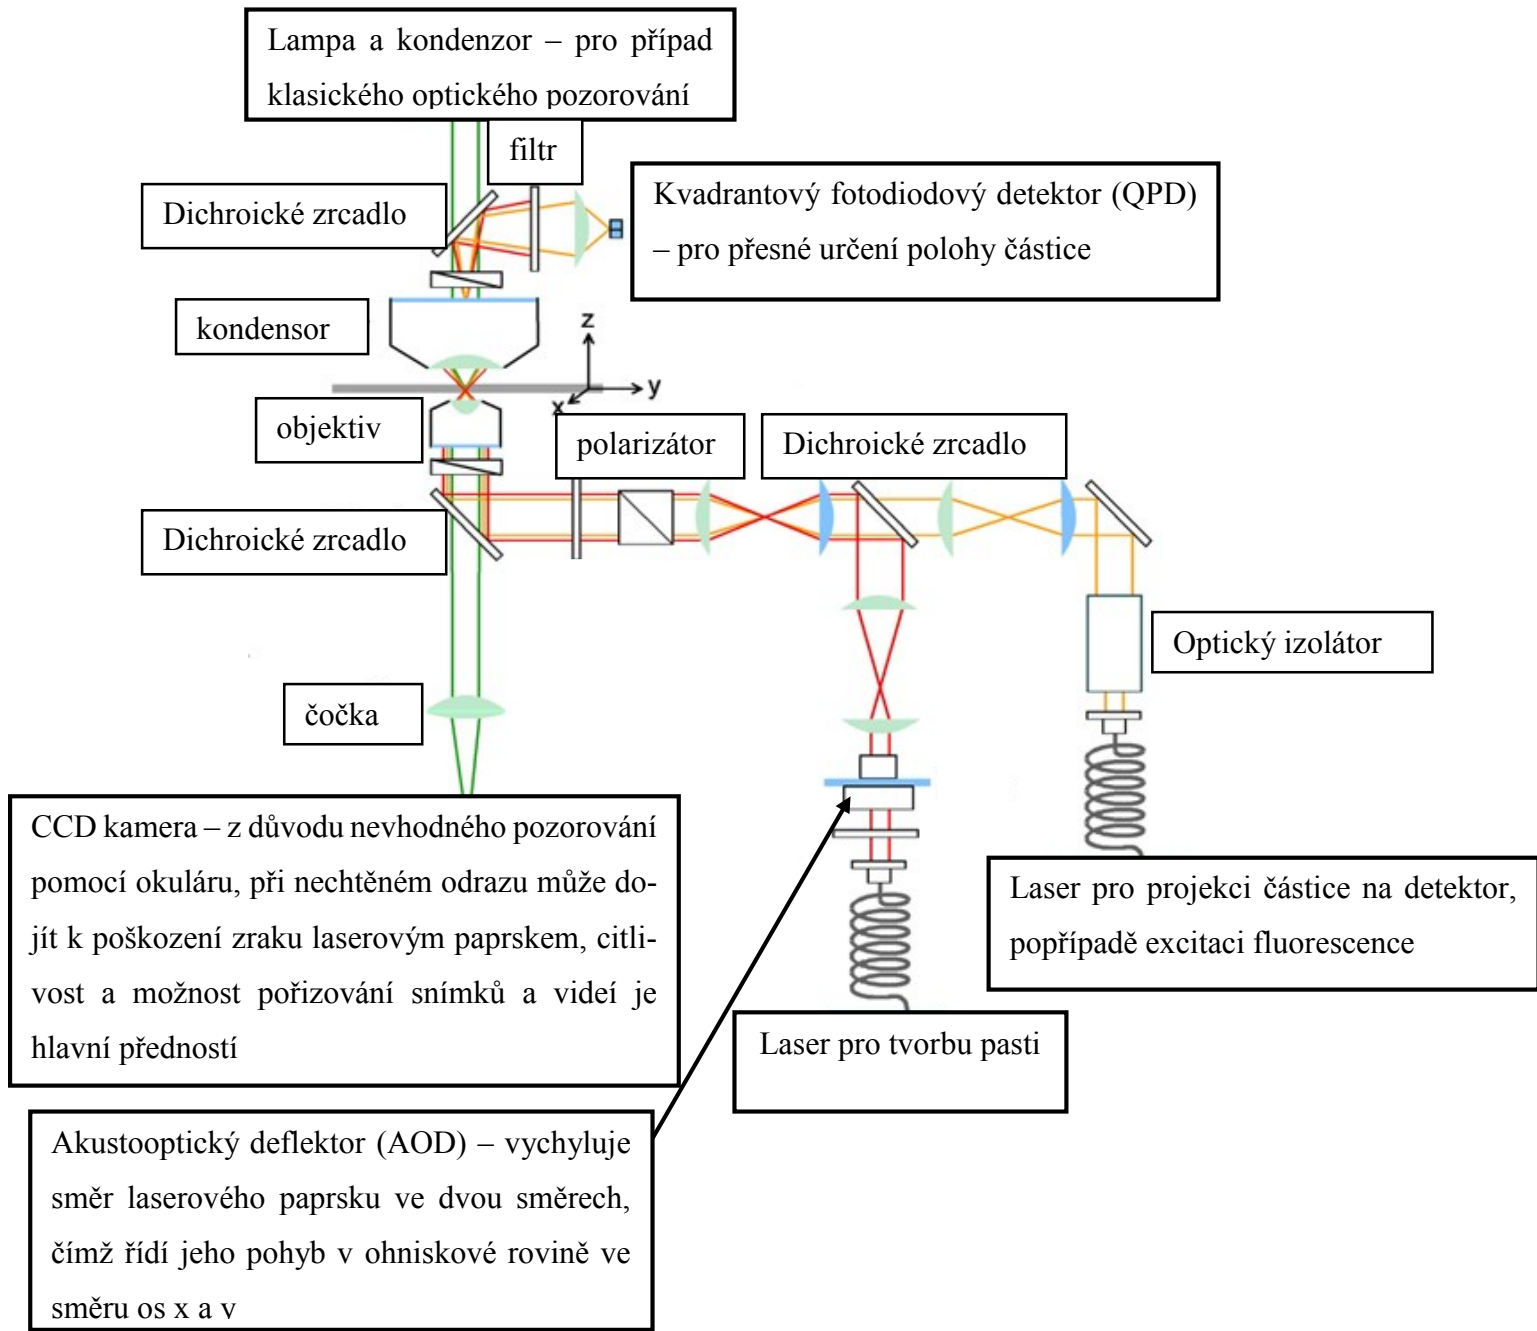 Lampa a kondenzor – pro případ
klasického optického pozorování
filtr
Dichroické zrcadlo
Kvadrantový fotodiodový detektor (QPD)
– pro přesné určení polohy částice
kondensor
z
y
x
objektiv
polarizátor
Dichroické zrcadlo
Dichroické zrcadlo
Optický izolátor
čočka
CCD kamera – z důvodu nevhodného pozorování
pomocí okuláru, při nechtěném odrazu může do-
jít k poškození zraku laserovým paprskem, citli-
vost a možnost pořizování snímků a videí je
hlavní předností
Laser pro projekci částice na detektor,
popřípadě excitaci fluorescence
Laser pro tvorbu pasti
Akustooptický deflektor (AOD) – vychyluje
směr laserového paprsku ve dvou směrech,
čímž řídí jeho pohyb v ohniskové rovině ve
směru os x a v